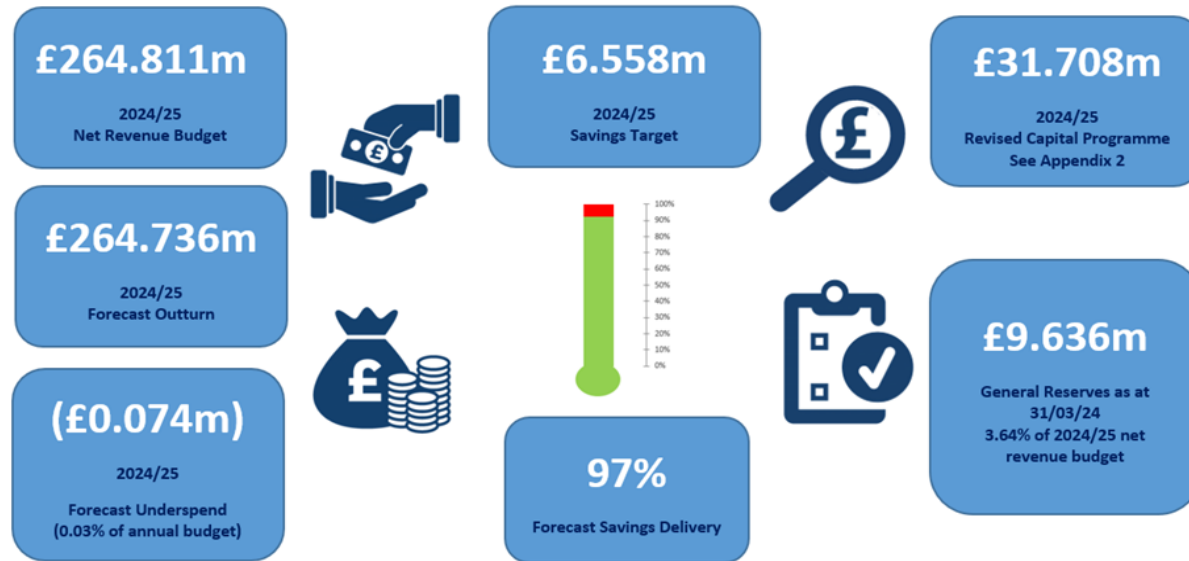 £264.811m
2024/25
Net Revenue Budget
£264.736m
2024/25
Forecast Outturn
(£0.074m)
2024/25
Forecast Underspend
(0.03% of annual budget)
£
£
£6.558m
2024/25
Savings Target
100%
90%
80%
70%
60%
50%
40%
30%
20%
10%
0%
97%
Forecast Savings Delivery
£
£31.708m
2024/25
Revised Capital Programme
See Appendix 2
£9.636m
General Reserves as at
31/03/24
3.64% of 2024/25 net
revenue budget